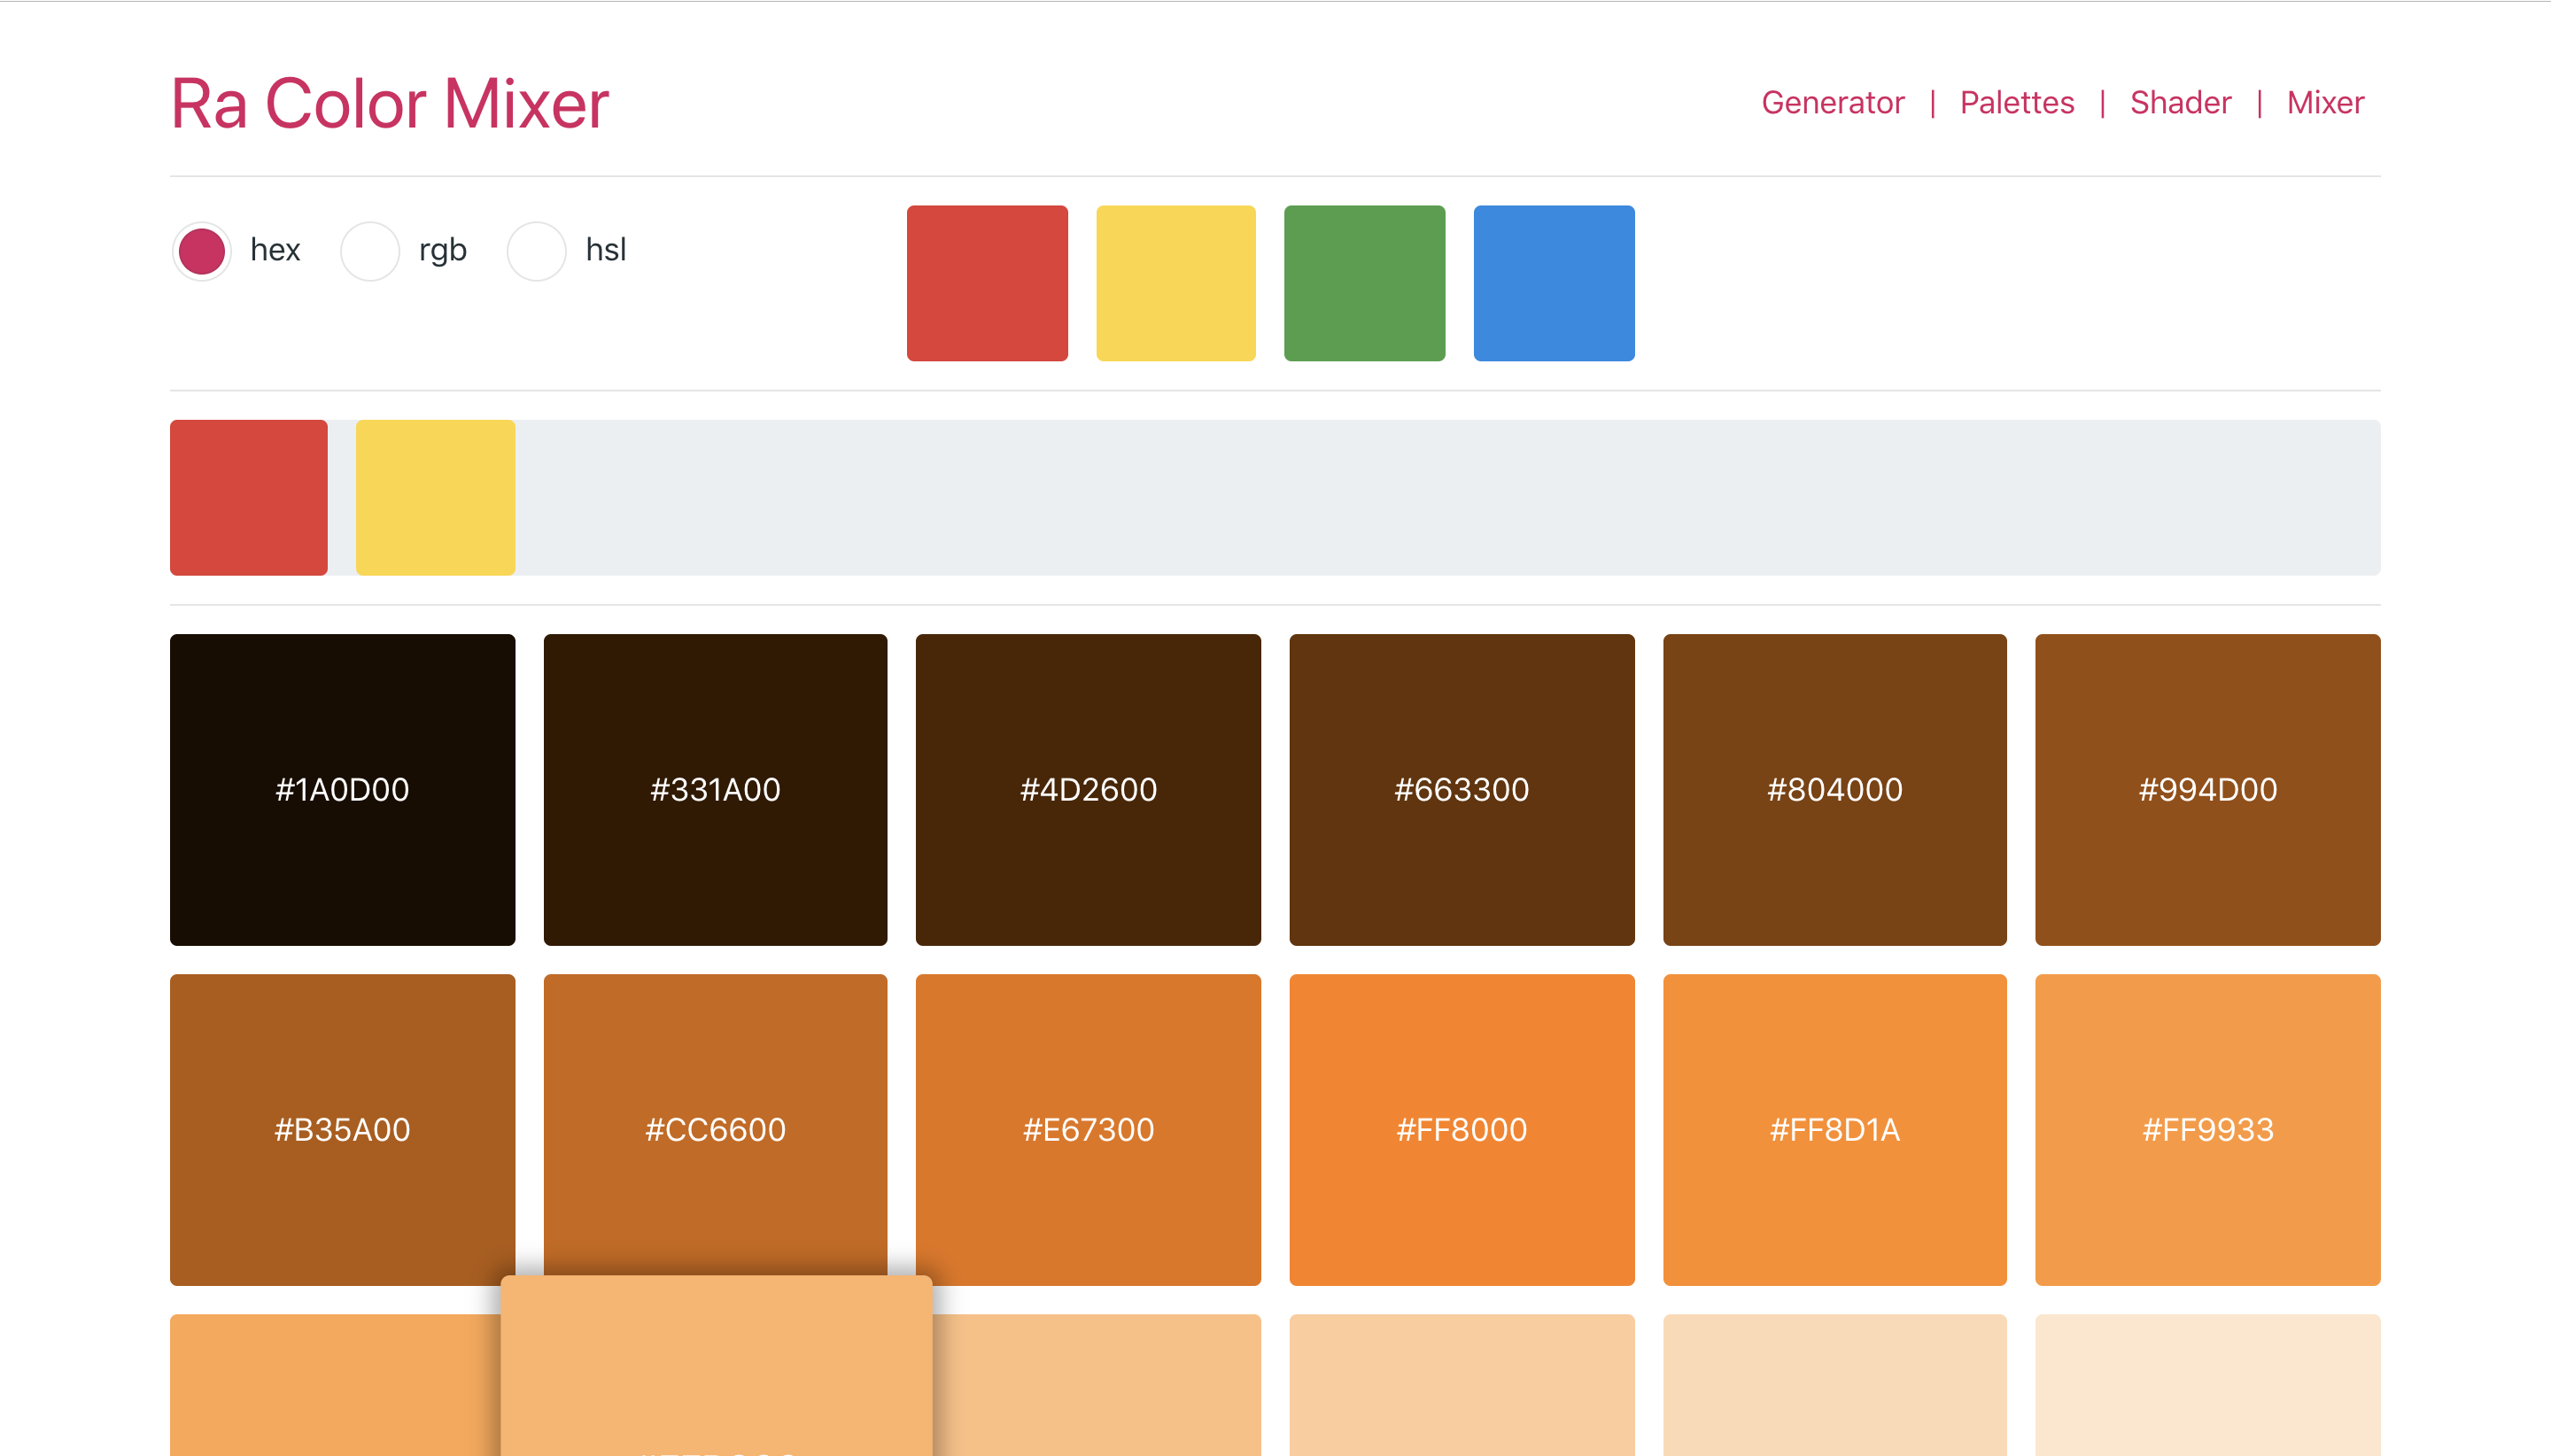 Ra Color Mixer
Generator | Palettes | Shader | Mixer
hex rgb hsl
#1A0D00 #331A00 #4D2600 #663300 #804000 #994D00
#B35A00 #CC6600 #E67300 #FF8000 #FF8D1A #FF9933